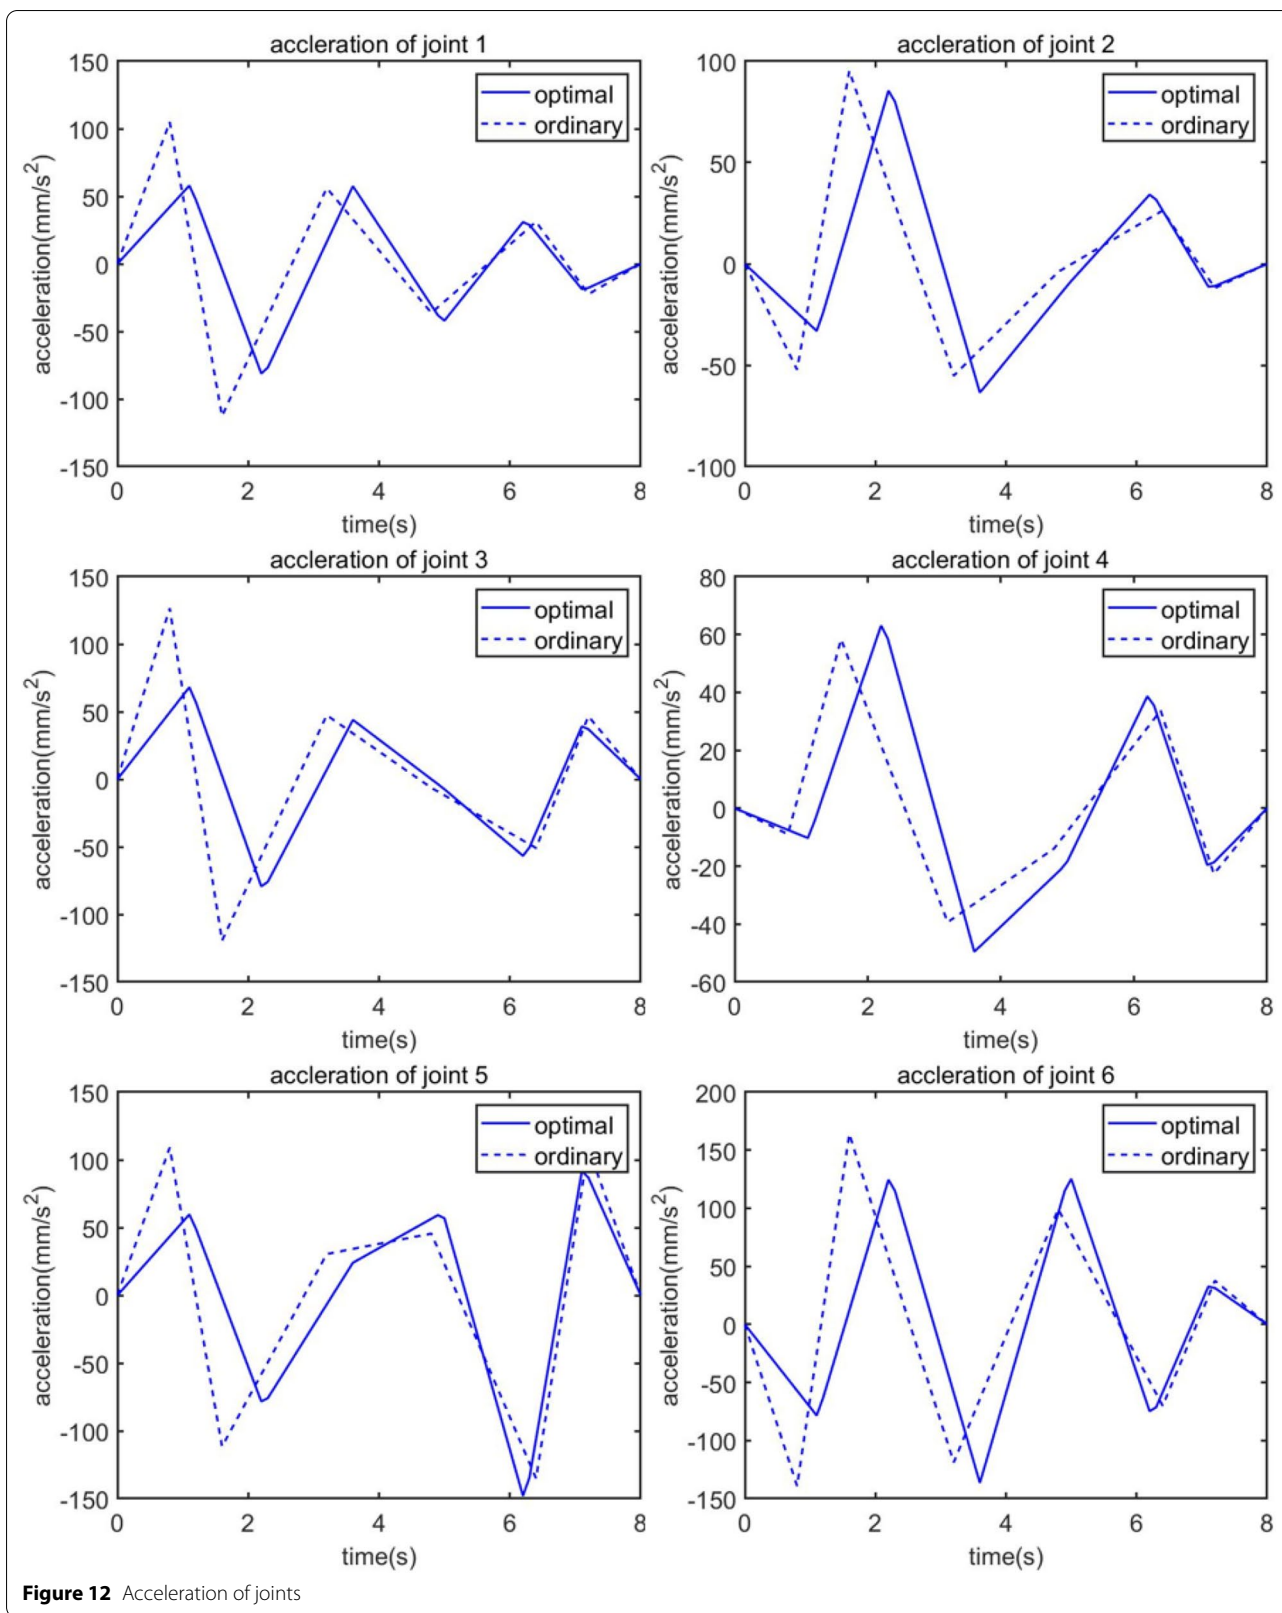 accleration of joint 1
150
100
50
0
-50
-100
-150
acceleration(mm/s²)
optimal
ordinary
0 2 4 6 8
time(s)
accleration of joint 2
100
50
0
-50
-100
acceleration(mm/s²)
optimal
ordinary
0 2 4 6 8
time(s)
accleration of joint 3
150
100
50
0
-50
-100
-150
acceleration(mm/s²)
optimal
ordinary
0 2 4 6 8
time(s)
accleration of joint 4
80
60
40
20
0
-20
-40
-60
acceleration(mm/s²)
optimal
ordinary
0 2 4 6 8
time(s)
accleration of joint 5
150
100
50
0
-50
-100
-150
acceleration(mm/s²)
optimal
ordinary
0 2 4 6 8
time(s)
accleration of joint 6
200
150
100
50
0
-50
-100
-150
acceleration(mm/s²)
optimal
ordinary
0 2 4 6 8
time(s)
Figure 12 Acceleration of joints